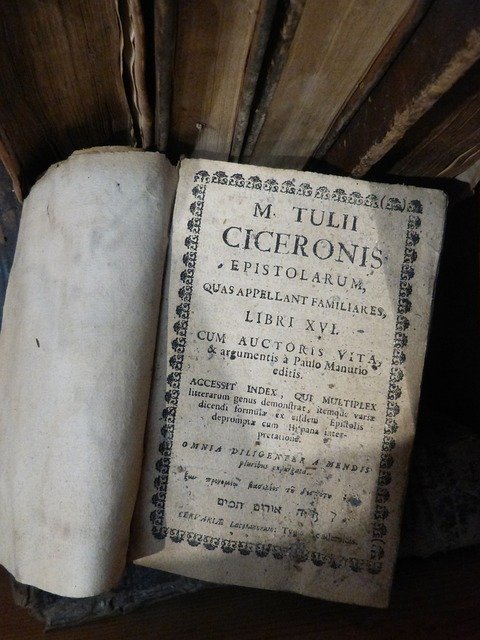 M. TULII
CICERONIS
EPISTOLARUM,
QUAS APPELLANT FAMILIARES,
LIBRI XVI.
CUM AUCTORIS VITA,
& argumentis à Paulo Manutio
editis.
ACCESSIT INDEX, QUI MULTIPLEX
litterarum genus demonstrat, itemque variæ
dicendi formulæ ex eisdem Epistolis
depromptæ cum Hispana inter-
pretatione.
OMNIA DILIGENTER A MENDIS
pluribus expurgata.
CERVARIÆ Lacetanorum: Typis Academicis